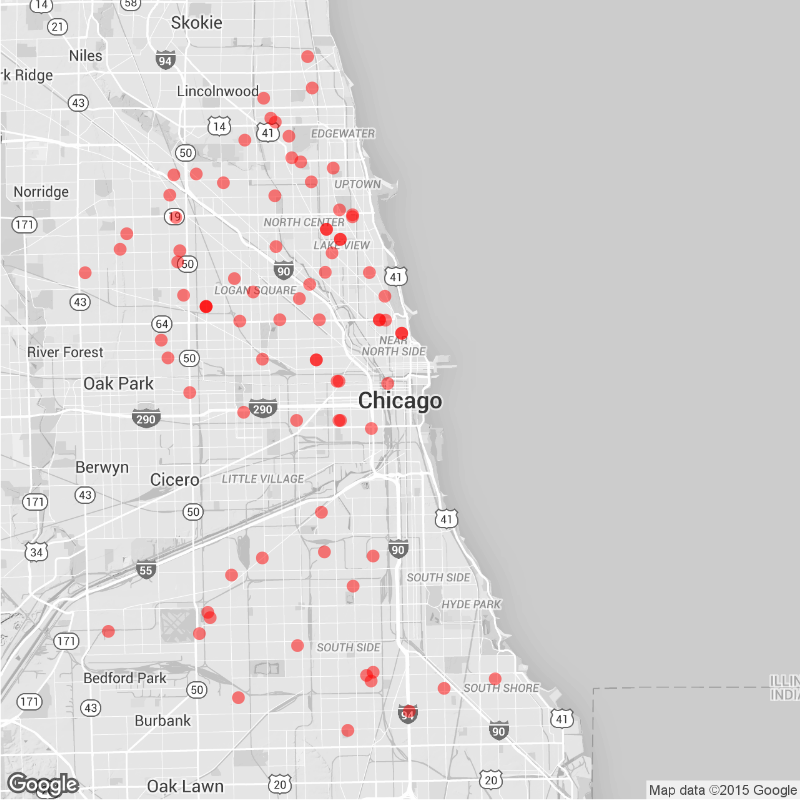 14
58
Skokie
21
Niles
94
rk Ridge
Lincolnwood
43
14
41
EDGEWATER
50
UPTOWN
Norridge
171
19
NORTH CENTER
LAKE VIEW
50
90
41
LOGAN SQUARE
43
64
NEAR
NORTH SIDE
River Forest
50
Oak Park
Chicago
290
290
Berwyn
Cicero
LITTLE VILLAGE
43
171
50
41
34
90
55
SOUTH SIDE
HYDE PARK
171
SOUTH SIDE
Bedford Park
50
SOUTH SHORE
ILLIN
INDIA
171
43
94
Burbank
41
90
Oak Lawn
20
20
Google
Map data ©2015 Google